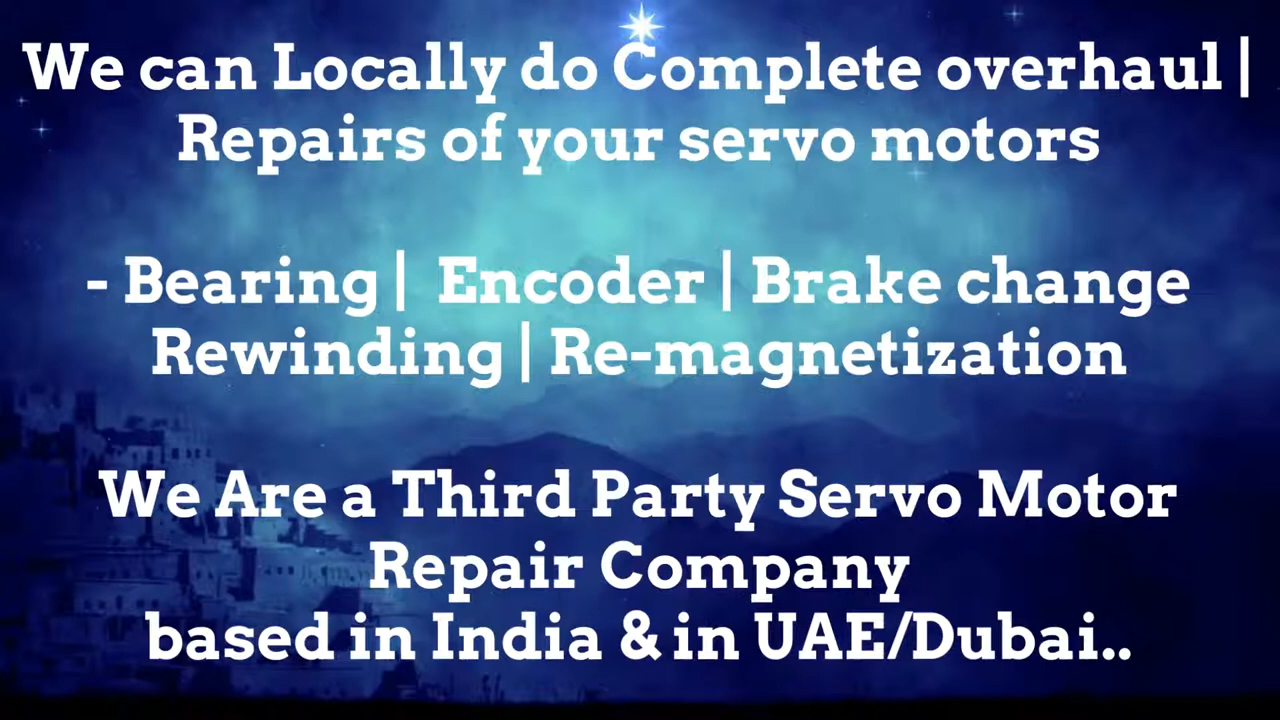 We can Locally do Complete overhaul |
Repairs of your servo motors
- Bearing | Encoder | Brake change
Rewinding | Re-magnetization
We Are a Third Party Servo Motor
Repair Company
based in India & in UAE/Dubai..